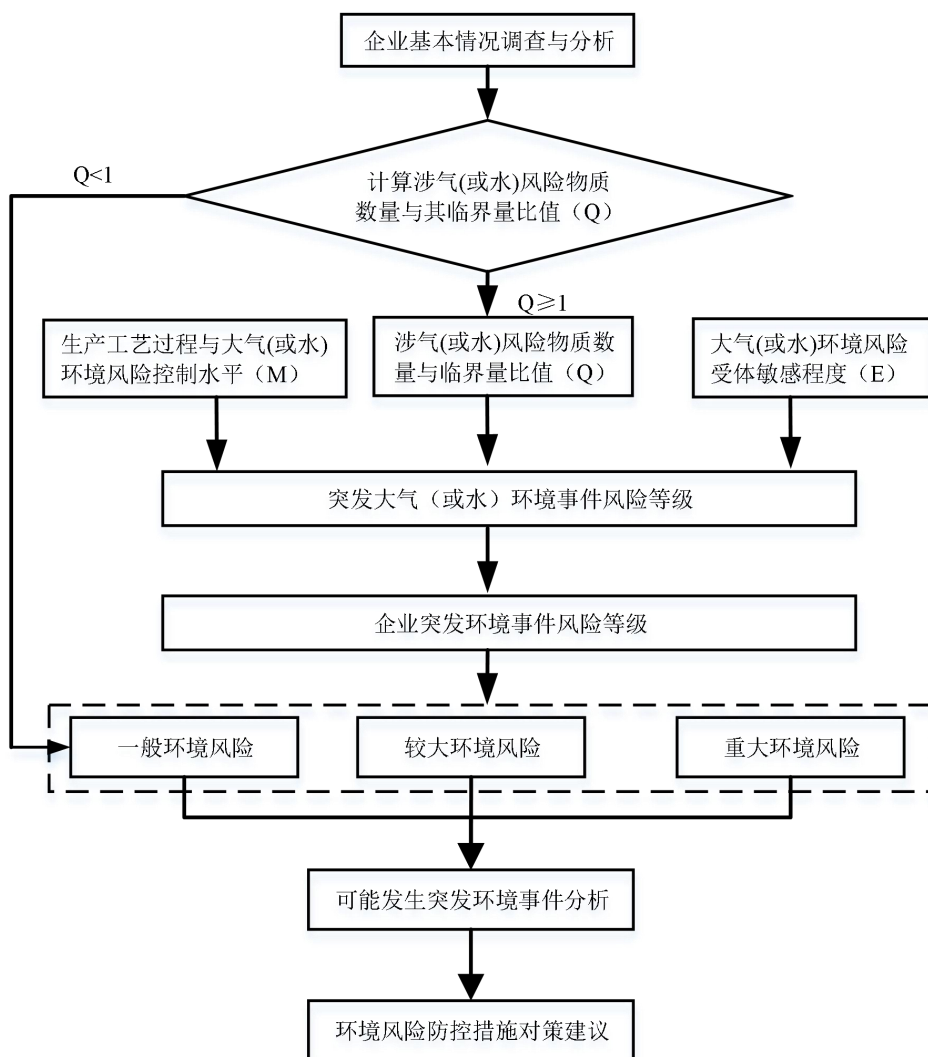 企业基本情况调查与分析
Q<1
计算涉气(或水)风险物质
数量与其临界量比值（Q）
Q≥1
生产工艺过程与大气(或水)
环境风险控制水平（M）
涉气(或水)风险物质数
量与临界量比值（Q）
大气(或水)环境风险
受体敏感程度（E）
突发大气（或水）环境事件风险等级
企业突发环境事件风险等级
一般环境风险
较大环境风险
重大环境风险
可能发生突发环境事件分析
环境风险防控措施对策建议